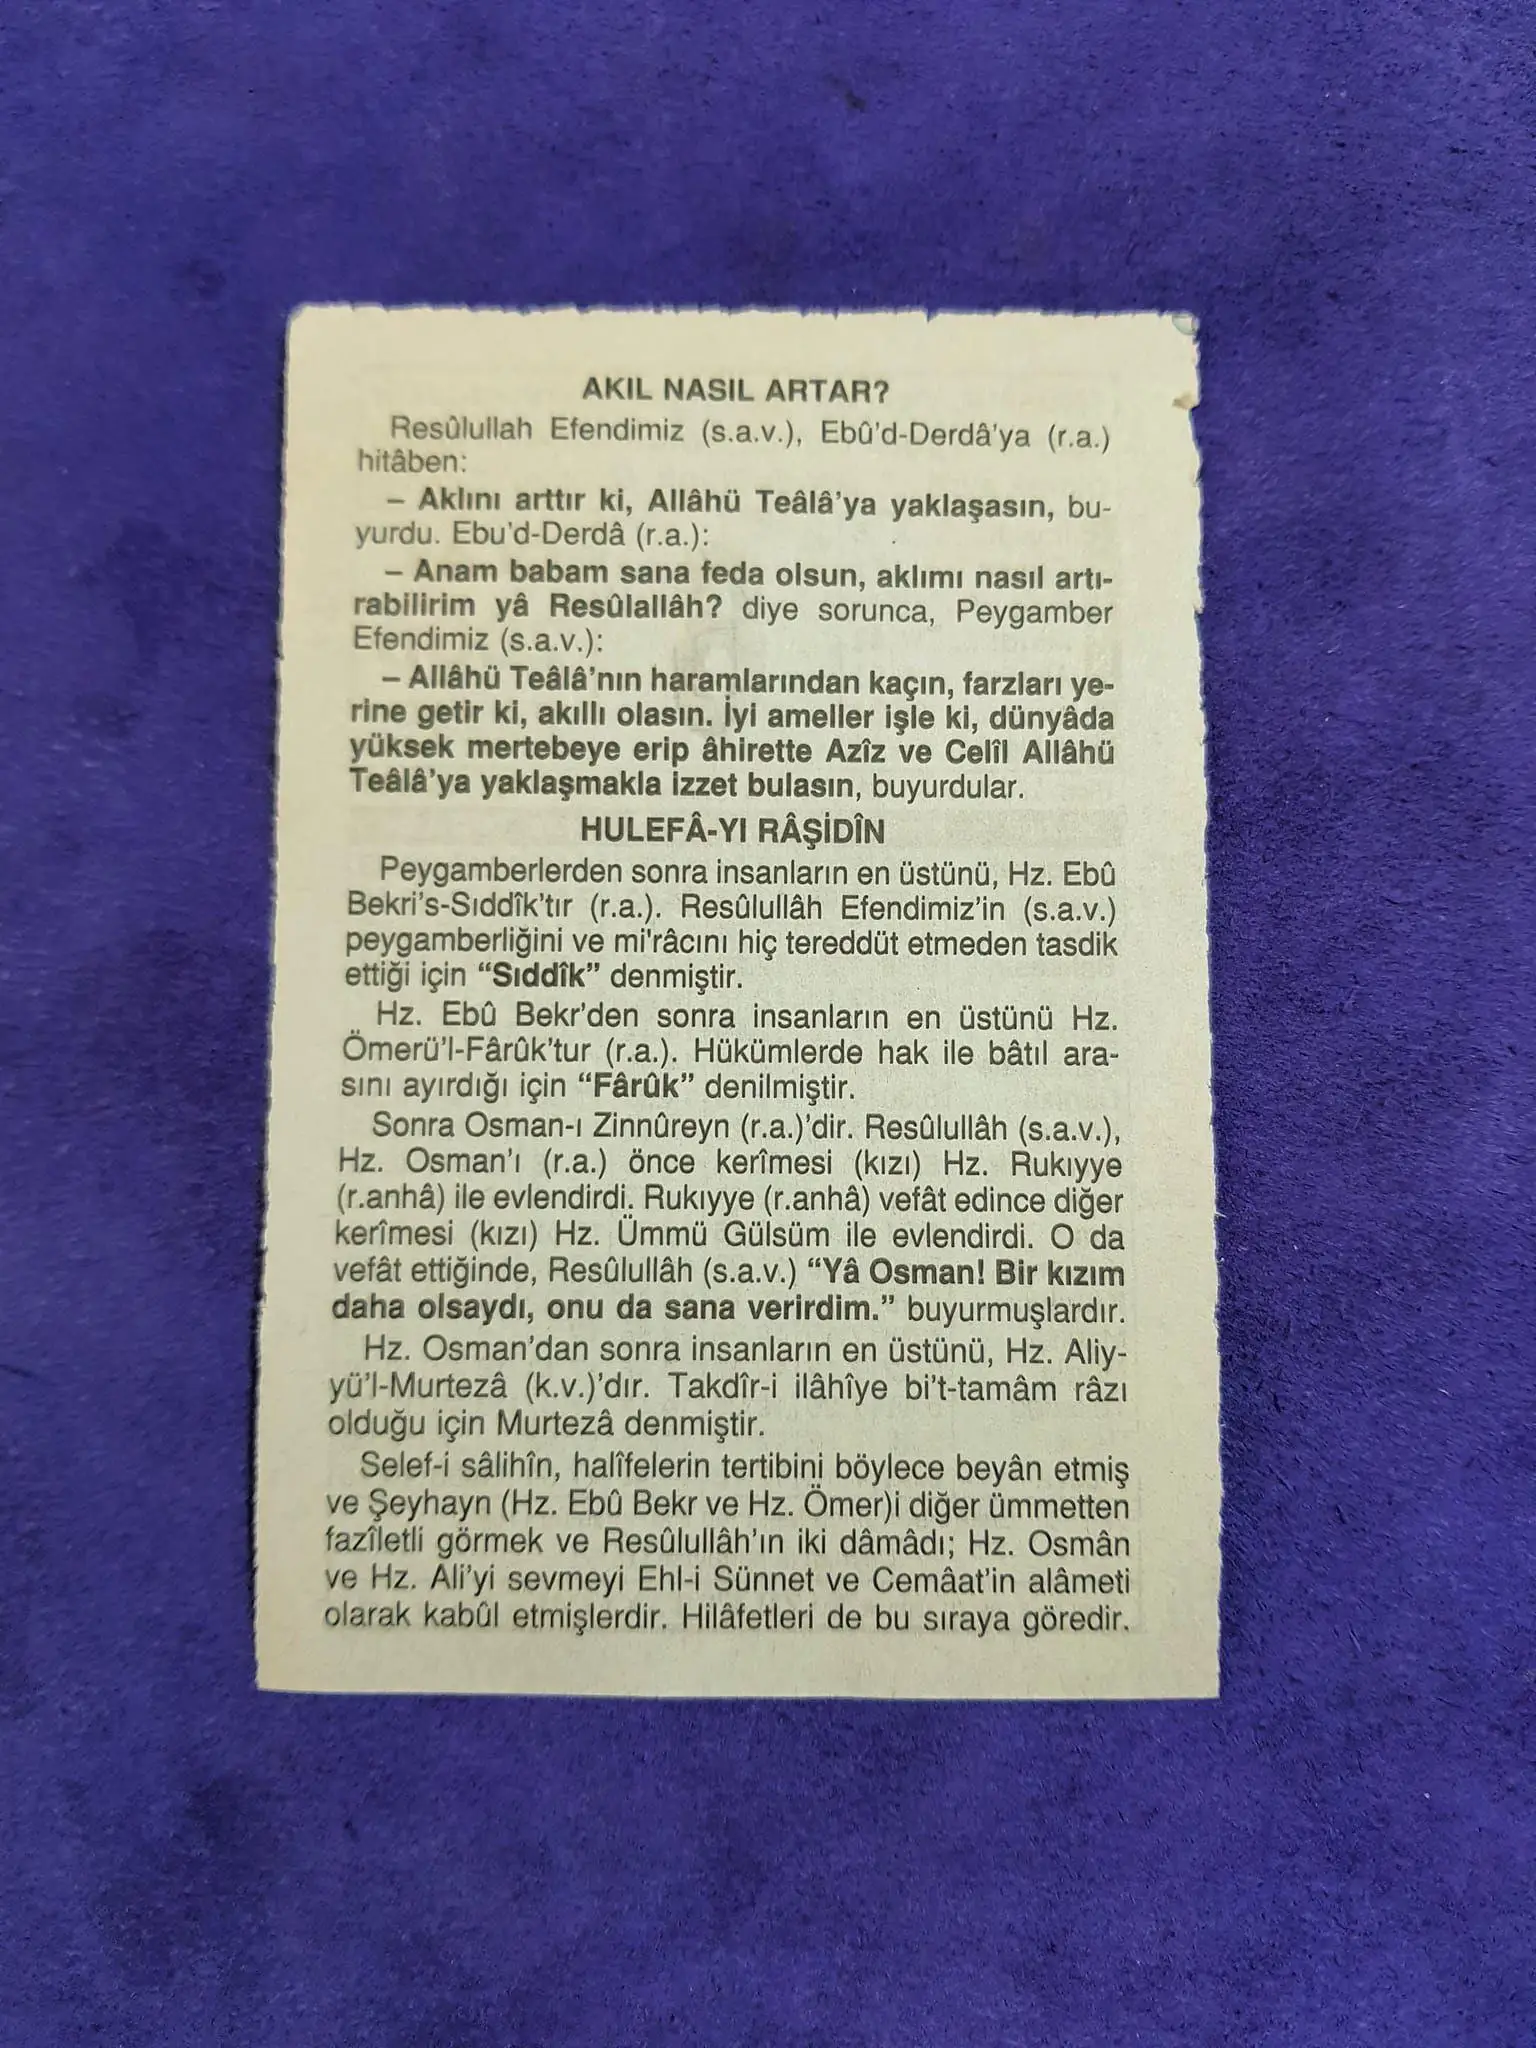 AKIL NASIL ARTAR?
Resûlullah Efendimiz (s.a.v.), Ebû'd-Derdâ'ya (r.a.)
hitâben:
– Aklını arttır ki, Allâhü Teâlâ'ya yaklaşasın, bu-
yurdu. Ebu'd-Derdâ (r.a.):
– Anam babam sana feda olsun, aklımı nasıl artı-
rabilirim yâ Resûlallâh? diye sorunca, Peygamber
Efendimiz (s.a.v.):
– Allâhü Teâlâ'nın haramlarından kaçın, farzları ye-
rine getir ki, akıllı olasın. İyi ameller işle ki, dünyâda
yüksek mertebeye erip âhirette Azîz ve Celîl Allâhü
Teâlâ'ya yaklaşmakla izzet bulasın, buyurdular.
HULEFÂ-YI RÂŞİDÎN
Peygamberlerden sonra insanların en üstünü, Hz. Ebû
Bekri's-Sıddîk'tır (r.a.). Resûlullâh Efendimiz'in (s.a.v.)
peygamberliğini ve mi'râcını hiç tereddüt etmeden tasdik
ettiği için “Sıddîk” denmiştir.
Hz. Ebû Bekr'den sonra insanların en üstünü Hz.
Ömerü'l-Fârûk'tur (r.a.). Hükümlerde hak ile bâtıl ara-
sını ayırdığı için “Fârûk” denilmiştir.
Sonra Osman-ı Zinnûreyn (r.a.)'dir. Resûlullâh (s.a.v.),
Hz. Osman'ı (r.a.) önce kerîmesi (kızı) Hz. Rukıyye
(r.anhâ) ile evlendirdi. Rukıyye (r.anhâ) vefât edince diğer
kerîmesi (kızı) Hz. Ümmü Gülsüm ile evlendirdi. O da
vefât ettiğinde, Resûlullâh (s.a.v.) “Yâ Osman! Bir kızım
daha olsaydı, onu da sana verirdim.” buyurmuşlardır.
Hz. Osman'dan sonra insanların en üstünü, Hz. Aliy-
yü'l-Murtezâ (k.v.)'dır. Takdîr-i ilâhîye bi't-tamâm râzı
olduğu için Murtezâ denmiştir.
Selef-i sâlihîn, halîfelerin tertibini böylece beyân etmiş
ve Şeyhayn (Hz. Ebû Bekr ve Hz. Ömer)i diğer ümmetten
fazîletli görmek ve Resûlullâh'ın iki dâmâdı; Hz. Osmân
ve Hz. Ali'yi sevmeyi Ehl-i Sünnet ve Cemâat'in alâmeti
olarak kabûl etmişlerdir. Hilâfetleri de bu sıraya göredir.